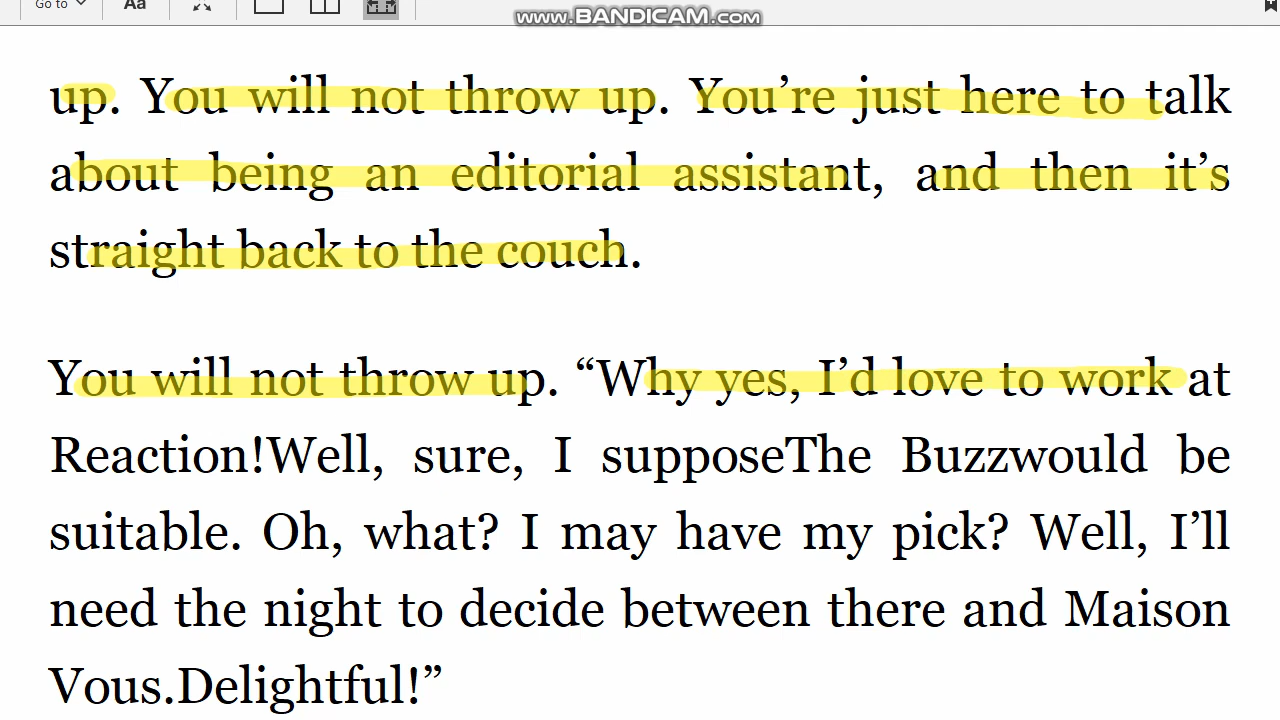 Go to Aa
www.BANDICAM.com
up. You will not throw up. You’re just here to talk
about being an editorial assistant, and then it’s
straight back to the couch.
You will not throw up. “Why yes, I’d love to work at
Reaction!Well, sure, I supposeThe Buzzwould be
suitable. Oh, what? I may have my pick? Well, I’ll
need the night to decide between there and Maison
Vous.Delightful!”